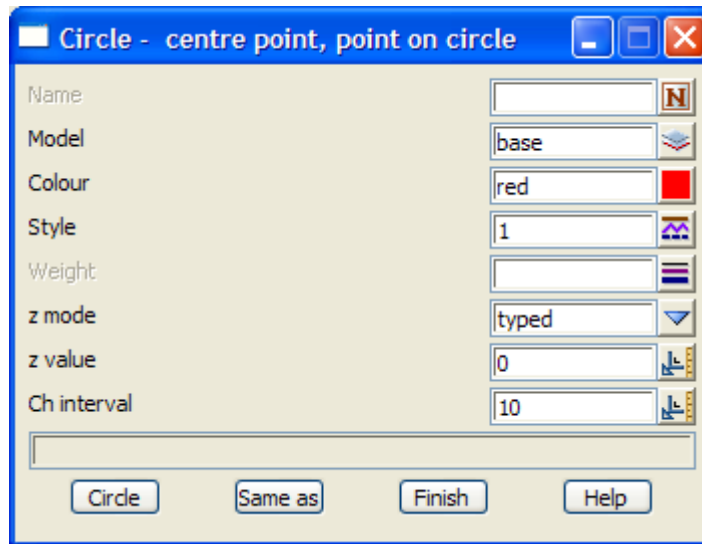 Circle - centre point, point on circle
Name N
Model base
Colour red
Style 1
Weight
z mode typed
z value 0
Ch interval 10
Circle Same as Finish Help